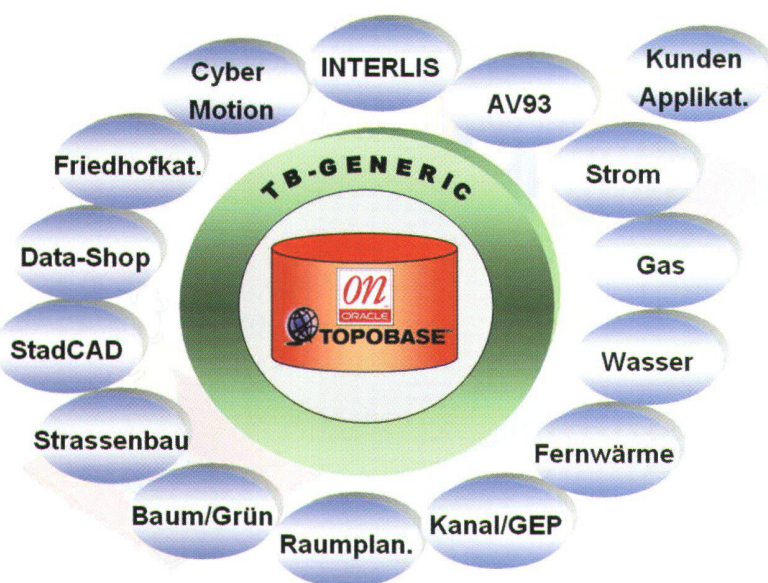 Cyber
Motion
INTERLIS
AV93
Kunden
Applikat.
Strom
Gas
Wasser
Fernwärme
Kanal/GEP
Raumplan.
Baum/Grün
Strassenbau
StadCAD
Data-Shop
Friedhofkat.
TB-GENERIC
on
ORACLE
TOPOBASE™